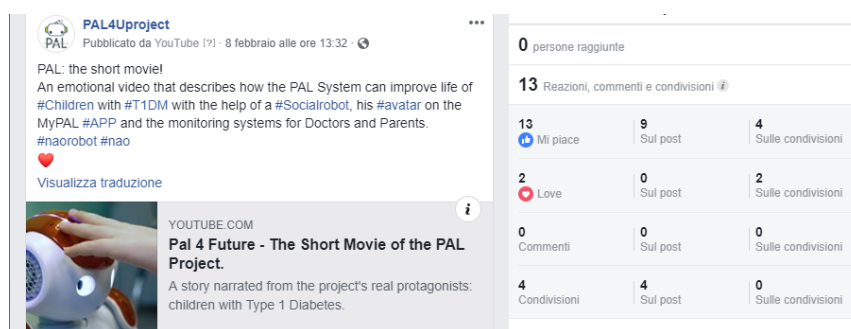 PAL4Uproject
Pubblicato da YouTube [?] · 8 febbraio alle ore 13:32 ·
PAL
PAL: the short movie!
An emotional video that describes how the PAL System can improve life of
#Children with #T1DM with the help of a #Socialrobot, his #avatar on the
MyPAL #APP and the monitoring systems for Doctors and Parents.
#naorobot #nao
Visualizza traduzione
i
YOUTUBE.COM
Pal 4 Future - The Short Movie of the PAL
Project.
A story narrated from the project's real protagonists:
children with Type 1 Diabetes.
0 persone raggiunte
13 Reazioni, commenti e condivisioni i
13 9 4
Mi piace Sul post Sulle condivisioni
2 0 2
Love Sul post Sulle condivisioni
0 0 0
Commenti Sul post Sulle condivisioni
4 4 0
Condivisioni Sul post Sulle condivisioni